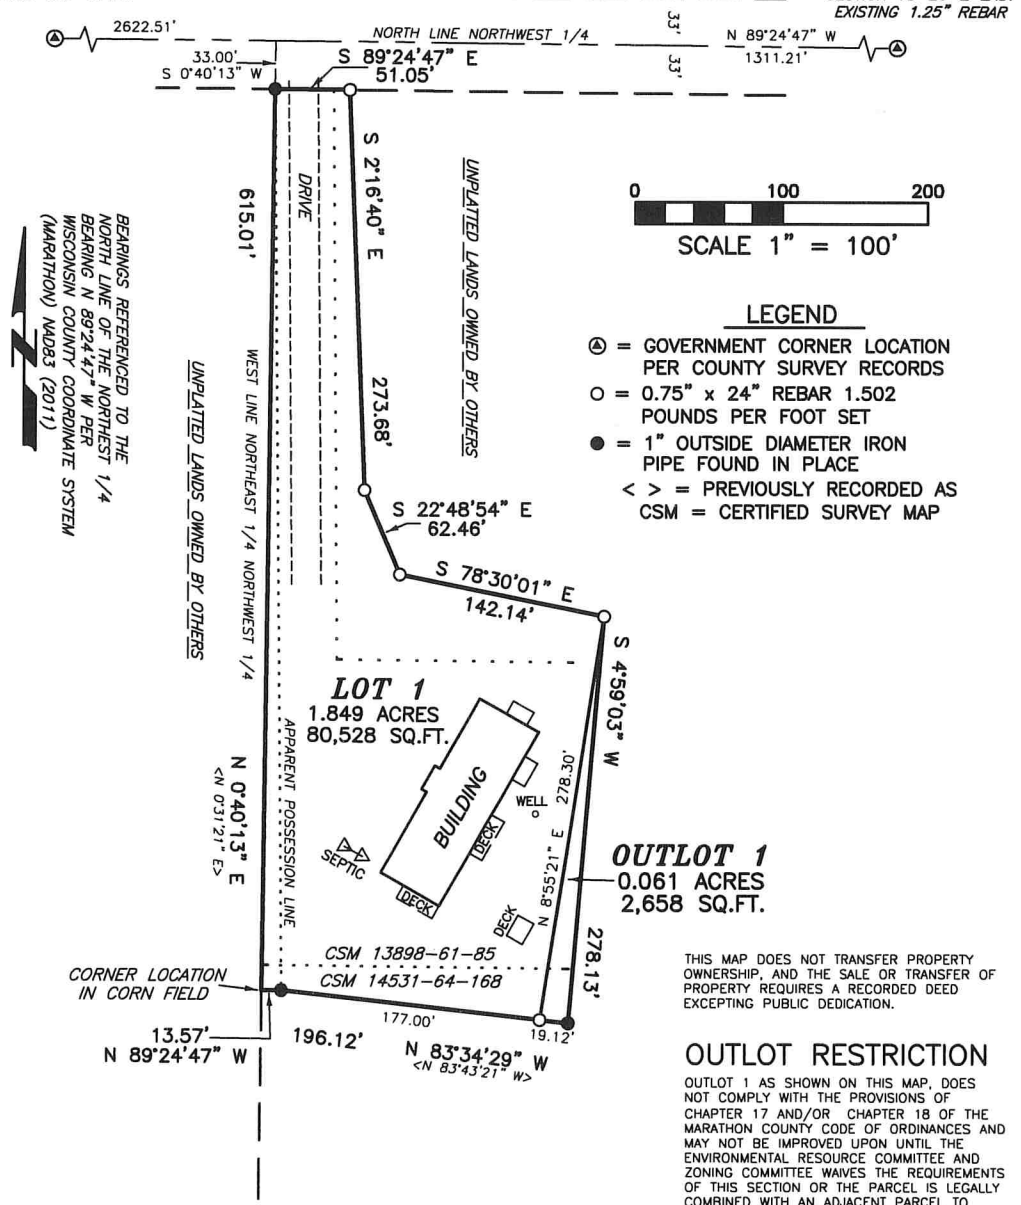 EXISTING 1.25" REBAR
2622.51'
NORTH LINE NORTHWEST 1/4
33'
33'
N 89°24'47" W
1311.21'
33.00'
S 0°40'13" W
S 89°24'47" E
51.05'
S 2°16'40" E
273.68'
DRIVE
615.01'
UNPLATTED LANDS OWNED BY OTHERS
0 100 200
SCALE 1" = 100'
BEARINGS REFERENCED TO THE
NORTH LINE OF THE NORTHEST 1/4
BEARING N 89°24'47" W PER
WISCONSIN COUNTY COORDINATE SYSTEM
(MARATHON) NAD83 (2011)
UNPLATTED LANDS OWNED BY OTHERS
WEST LINE NORTHEAST 1/4 NORTHWEST 1/4
LEGEND
= GOVERNMENT CORNER LOCATION
PER COUNTY SURVEY RECORDS
= 0.75" x 24" REBAR 1.502
POUNDS PER FOOT SET
= 1" OUTSIDE DIAMETER IRON
PIPE FOUND IN PLACE
< > = PREVIOUSLY RECORDED AS
CSM = CERTIFIED SURVEY MAP
S 22°48'54" E
62.46'
S 78°30'01" E
142.14'
S 4°59'03" W
278.13'
LOT 1
1.849 ACRES
80,528 SQ.FT.
APPARENT POSSESSION LINE
N 0°40'13" E
<N 0°31'21" E>
BUILDING
WELL
DECK
SEPTIC
DECK
DECK
278.30'
N 8°55'21" E
OUTLOT 1
0.061 ACRES
2,658 SQ.FT.
CSM 13898-61-85
CSM 14531-64-168
CORNER LOCATION
IN CORN FIELD
13.57'
N 89°24'47" W
177.00'
19.12'
196.12'
N 83°34'29" W
<N 83°43'21" W>
THIS MAP DOES NOT TRANSFER PROPERTY
OWNERSHIP, AND THE SALE OR TRANSFER OF
PROPERTY REQUIRES A RECORDED DEED
EXCEPTING PUBLIC DEDICATION.
OUTLOT RESTRICTION
OUTLOT 1 AS SHOWN ON THIS MAP, DOES
NOT COMPLY WITH THE PROVISIONS OF
CHAPTER 17 AND/OR CHAPTER 18 OF THE
MARATHON COUNTY CODE OF ORDINANCES AND
MAY NOT BE IMPROVED UPON UNTIL THE
ENVIRONMENTAL RESOURCE COMMITTEE AND
ZONING COMMITTEE WAIVES THE REQUIREMENTS
OF THIS SECTION OR THE PARCEL IS LEGALLY
COMBINED WITH AN ADJACENT PARCEL TO